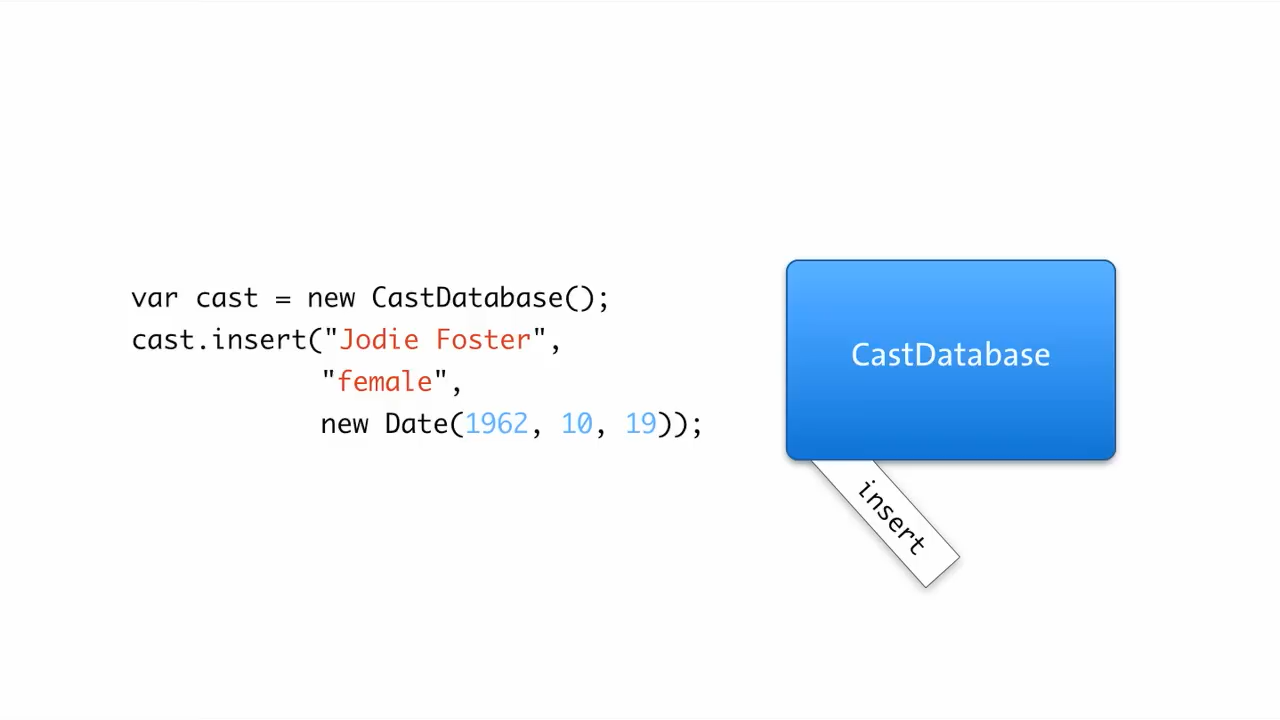 var cast = new CastDatabase();
cast.insert("Jodie Foster",
"female",
new Date(1962, 10, 19));
CastDatabase
insert